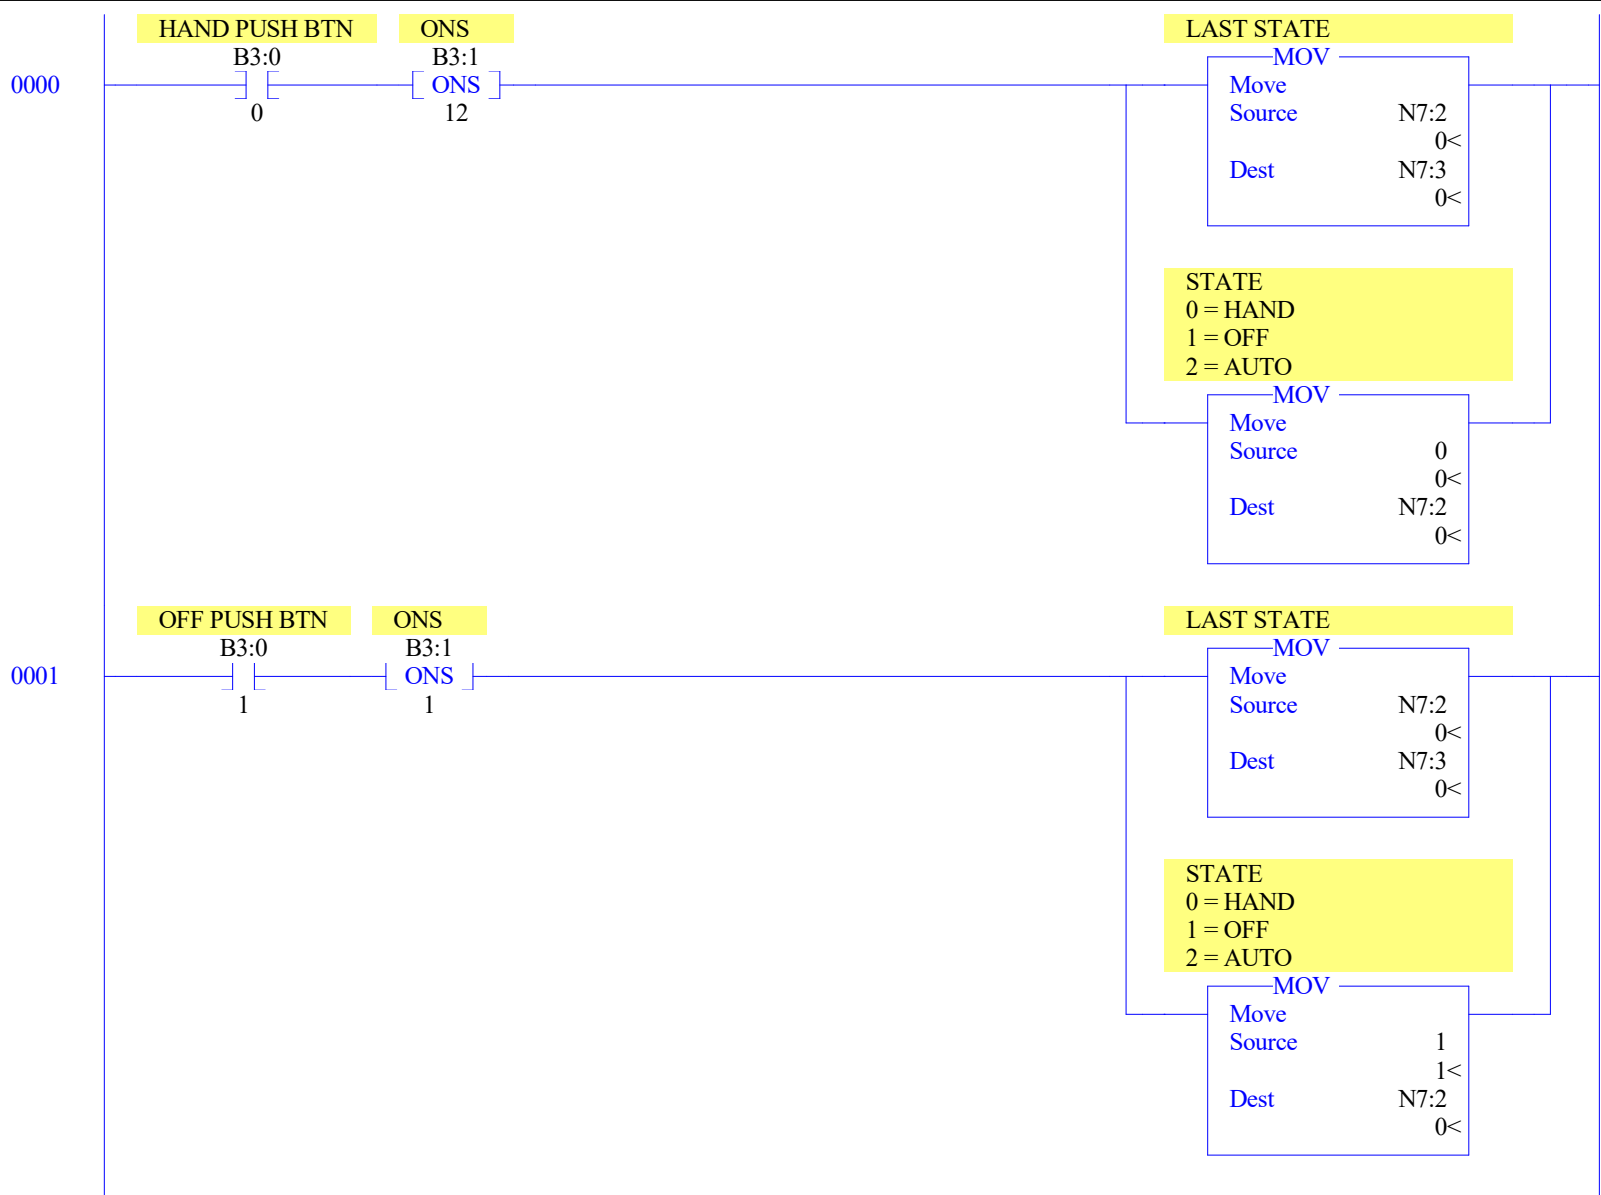 HAND PUSH BTN ONS LAST STATE
B3:0 B3:1 MOV
0000 ONS Move
0 12 Source N7:2
0<
Dest N7:3
0<
STATE
0 = HAND
1 = OFF
2 = AUTO
MOV
Move
Source 0
0<
Dest N7:2
0<
OFF PUSH BTN ONS LAST STATE
B3:0 B3:1 MOV
0001 ONS Move
1 1 Source N7:2
0<
Dest N7:3
0<
STATE
0 = HAND
1 = OFF
2 = AUTO
MOV
Move
Source 1
1<
Dest N7:2
0<